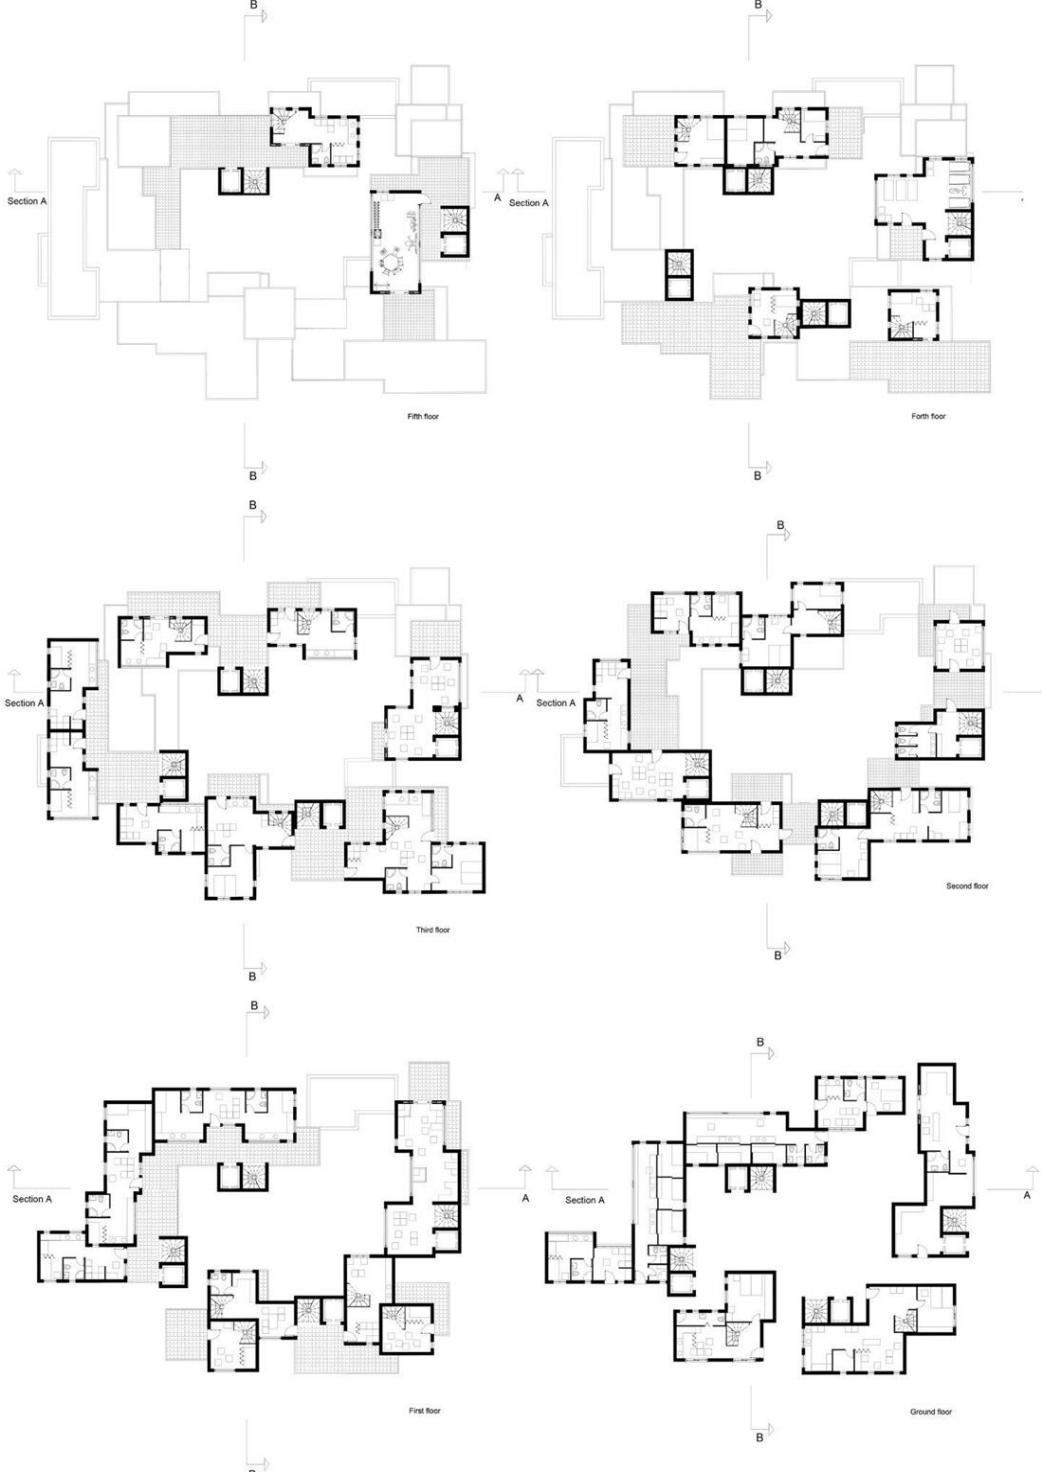 B
B
Section A
A
Section A
Fifth floor
Forth floor
B
B
B
B
Section A
A
Section A
Second floor
Third floor
B
B
B
B
Section A
A
Section A
A
First floor
Ground floor
B
B